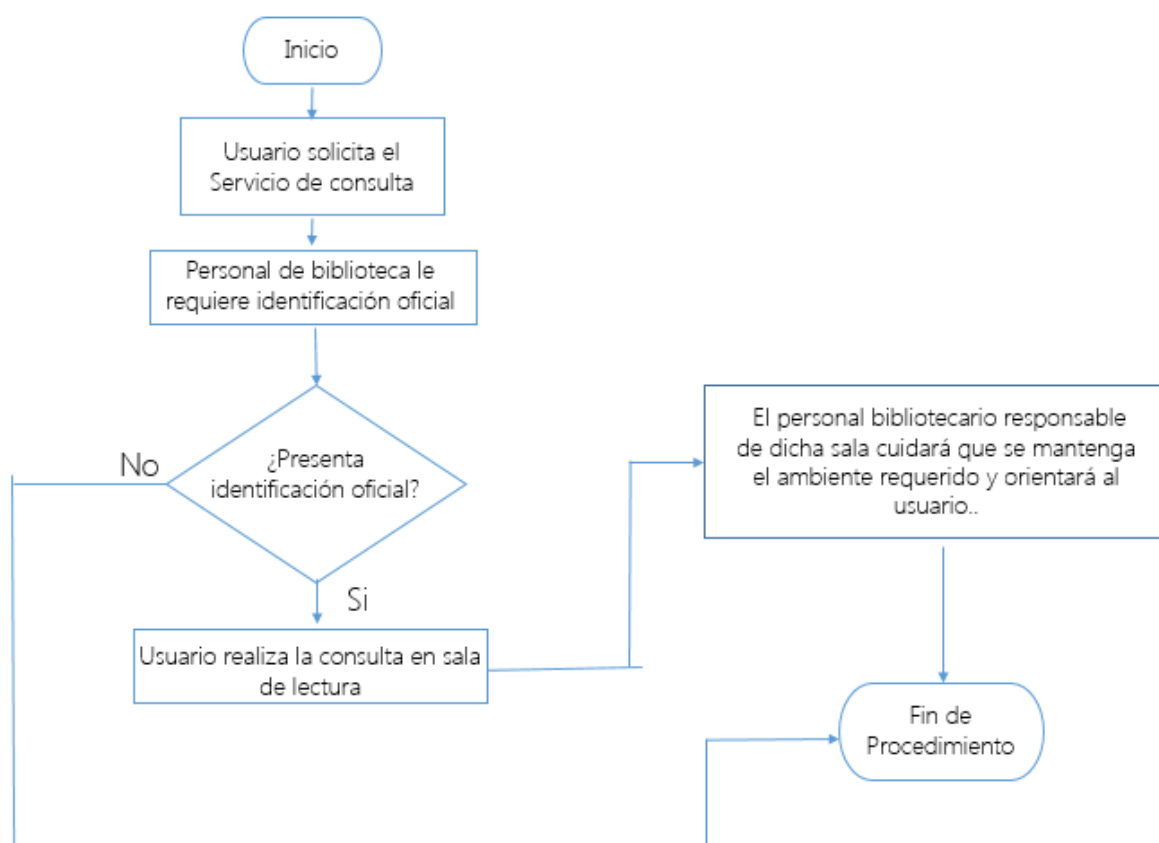 Inicio
Usuario solicita el
Servicio de consulta
Personal de biblioteca le
requiere identificación oficial
¿Presenta
identificación oficial?
No
Si
Usuario realiza la consulta en sala
de lectura
El personal bibliotecario responsable
de dicha sala cuidará que se mantenga
el ambiente requerido y orientará al
usuario..
Fin de
Procedimiento